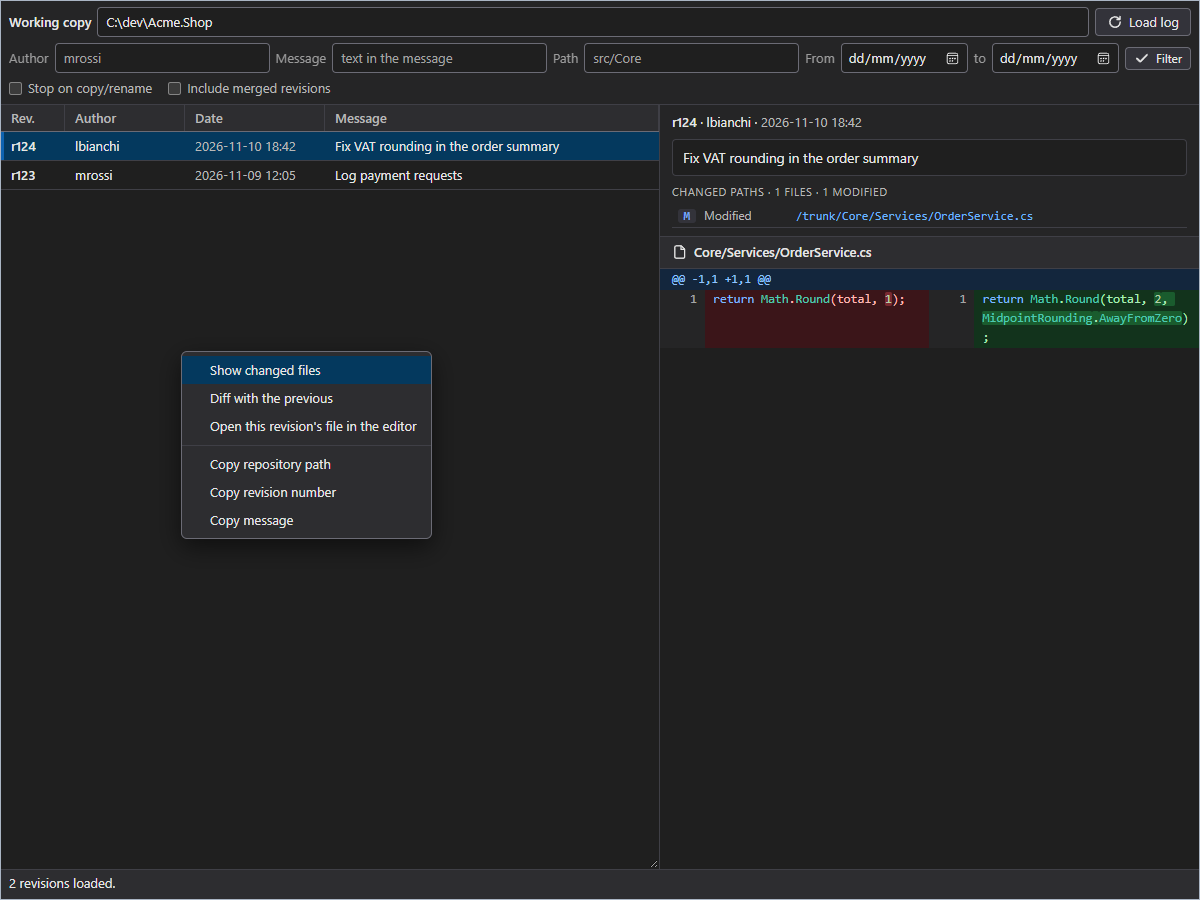 Working copy C:\dev\Acme.Shop Load log
Author mrossi Message text in the message Path src/Core From dd/mm/yyyy to dd/mm/yyyy Filter
Stop on copy/rename Include merged revisions
Rev. Author Date Message
r124 lbianchi 2026-11-10 18:42 Fix VAT rounding in the order summary
r123 mrossi 2026-11-09 12:05 Log payment requests
Show changed files
Diff with the previous
Open this revision's file in the editor
Copy repository path
Copy revision number
Copy message
r124 · lbianchi · 2026-11-10 18:42
Fix VAT rounding in the order summary
CHANGED PATHS · 1 FILES · 1 MODIFIED
M Modified /trunk/Core/Services/OrderService.cs
Core/Services/OrderService.cs
@@ -1,1 +1,1 @@
1 return Math.Round(total, 1); 1 return Math.Round(total, 2,
MidpointRounding.AwayFromZero)
;
2 revisions loaded.